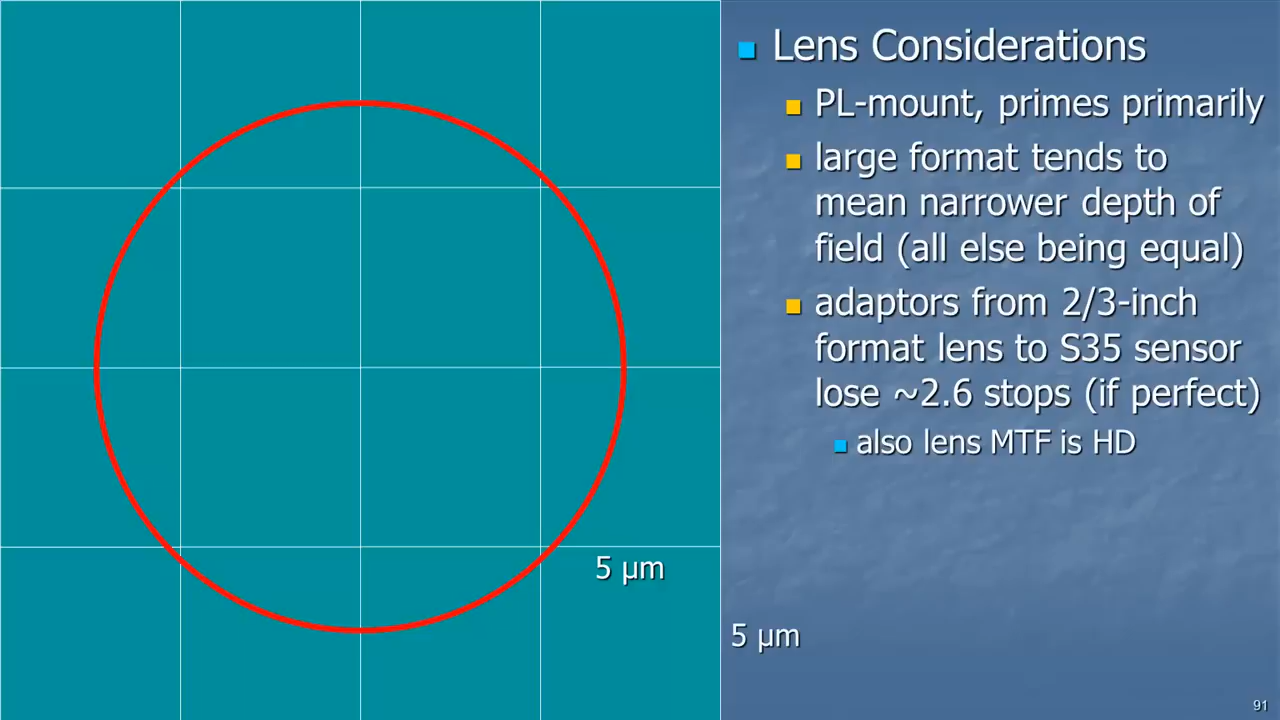 Lens Considerations
PL-mount, primes primarily
large format tends to
mean narrower depth of
field (all else being equal)
adaptors from 2/3-inch
format lens to S35 sensor
lose ~2.6 stops (if perfect)
also lens MTF is HD
5 µm
5 µm
91